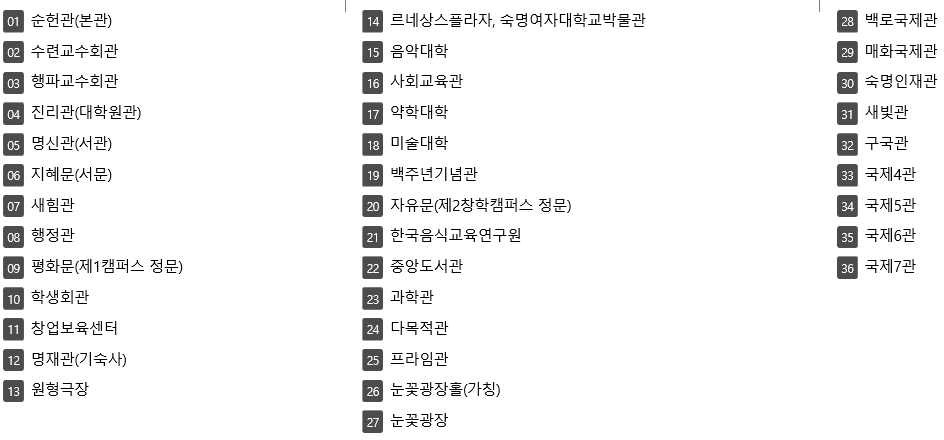 01 순헌관(본관)
02 수련교수회관
03 행파교수회관
04 진리관(대학원관)
05 명신관(서관)
06 지혜문(서문)
07 새힘관
08 행정관
09 평화문(제1캠퍼스 정문)
10 학생회관
11 창업보육센터
12 명재관(기숙사)
13 원형극장
14 르네상스플라자, 숙명여자대학교박물관
15 음악대학
16 사회교육관
17 약학대학
18 미술대학
19 백주년기념관
20 자유문(제2창학캠퍼스 정문)
21 한국음식교육연구원
22 중앙도서관
23 과학관
24 다목적관
25 프라임관
26 눈꽃광장홀(가칭)
27 눈꽃광장
28 백로국제관
29 매화국제관
30 숙명인재관
31 새빛관
32 구국관
33 국제4관
34 국제5관
35 국제6관
36 국제7관